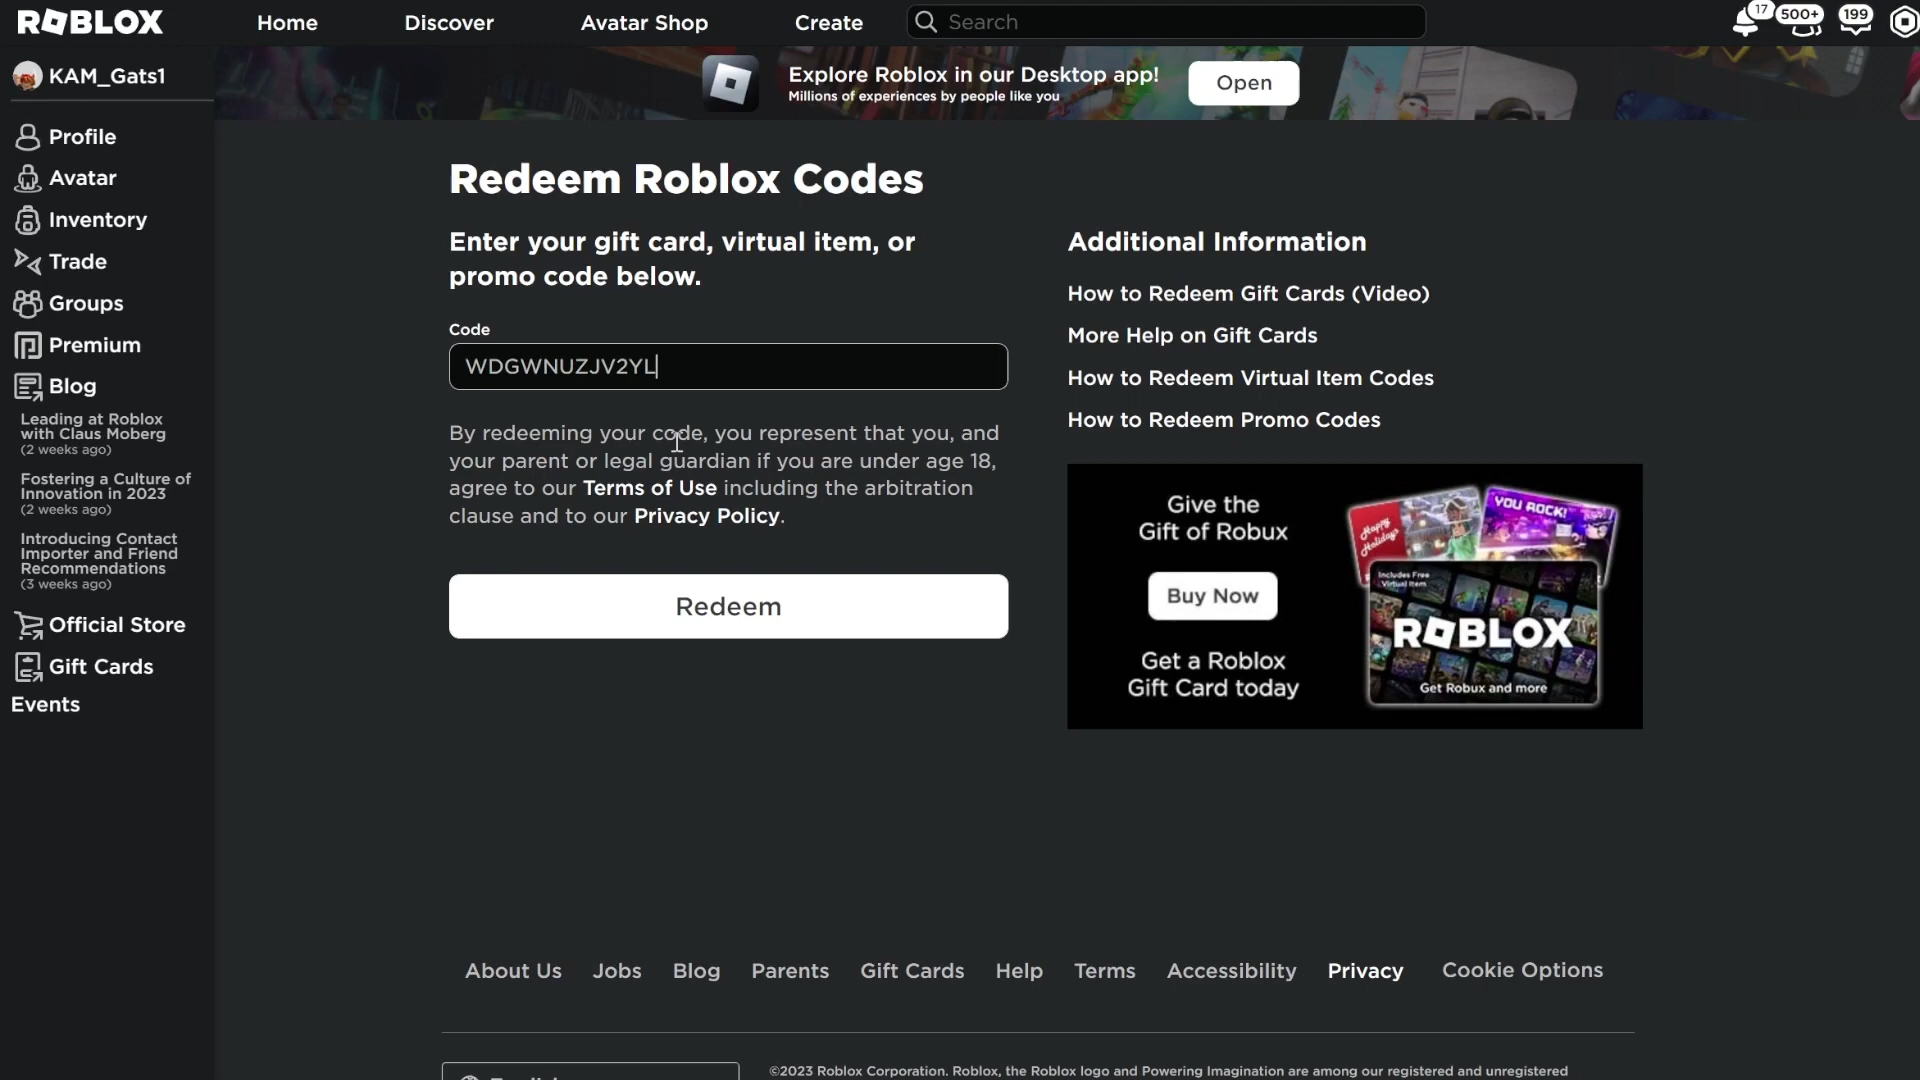 ROBLOX
Home
Discover
Avatar Shop
Create
Search
17
500+
199
KAM_Gats1
Explore Roblox in our Desktop app!
Millions of experiences by people like you
Open
Profile
Avatar
Inventory
Trade
Groups
Premium
Blog
Leading at Roblox
with Claus Moberg
(2 weeks ago)
Fostering a Culture of
Innovation in 2023
(2 weeks ago)
Introducing Contact
Importer and Friend
Recommendations
(3 weeks ago)
Official Store
Gift Cards
Events
Redeem Roblox Codes
Enter your gift card, virtual item, or
promo code below.
Code
WDGWNUZJV2YL
By redeeming your code, you represent that you, and
your parent or legal guardian if you are under age 18,
agree to our Terms of Use including the arbitration
clause and to our Privacy Policy.
Redeem
Additional Information
How to Redeem Gift Cards (Video)
More Help on Gift Cards
How to Redeem Virtual Item Codes
How to Redeem Promo Codes
Give the
Gift of Robux
Buy Now
Get a Roblox
Gift Card today
Happy
Holidays
YOU ROCK!
Includes Free
Virtual Item
ROBLOX
Get Robux and more
About Us
Jobs
Blog
Parents
Gift Cards
Help
Terms
Accessibility
Privacy
Cookie Options
©2023 Roblox Corporation. Roblox, the Roblox logo and Powering Imagination are among our registered and unregistered